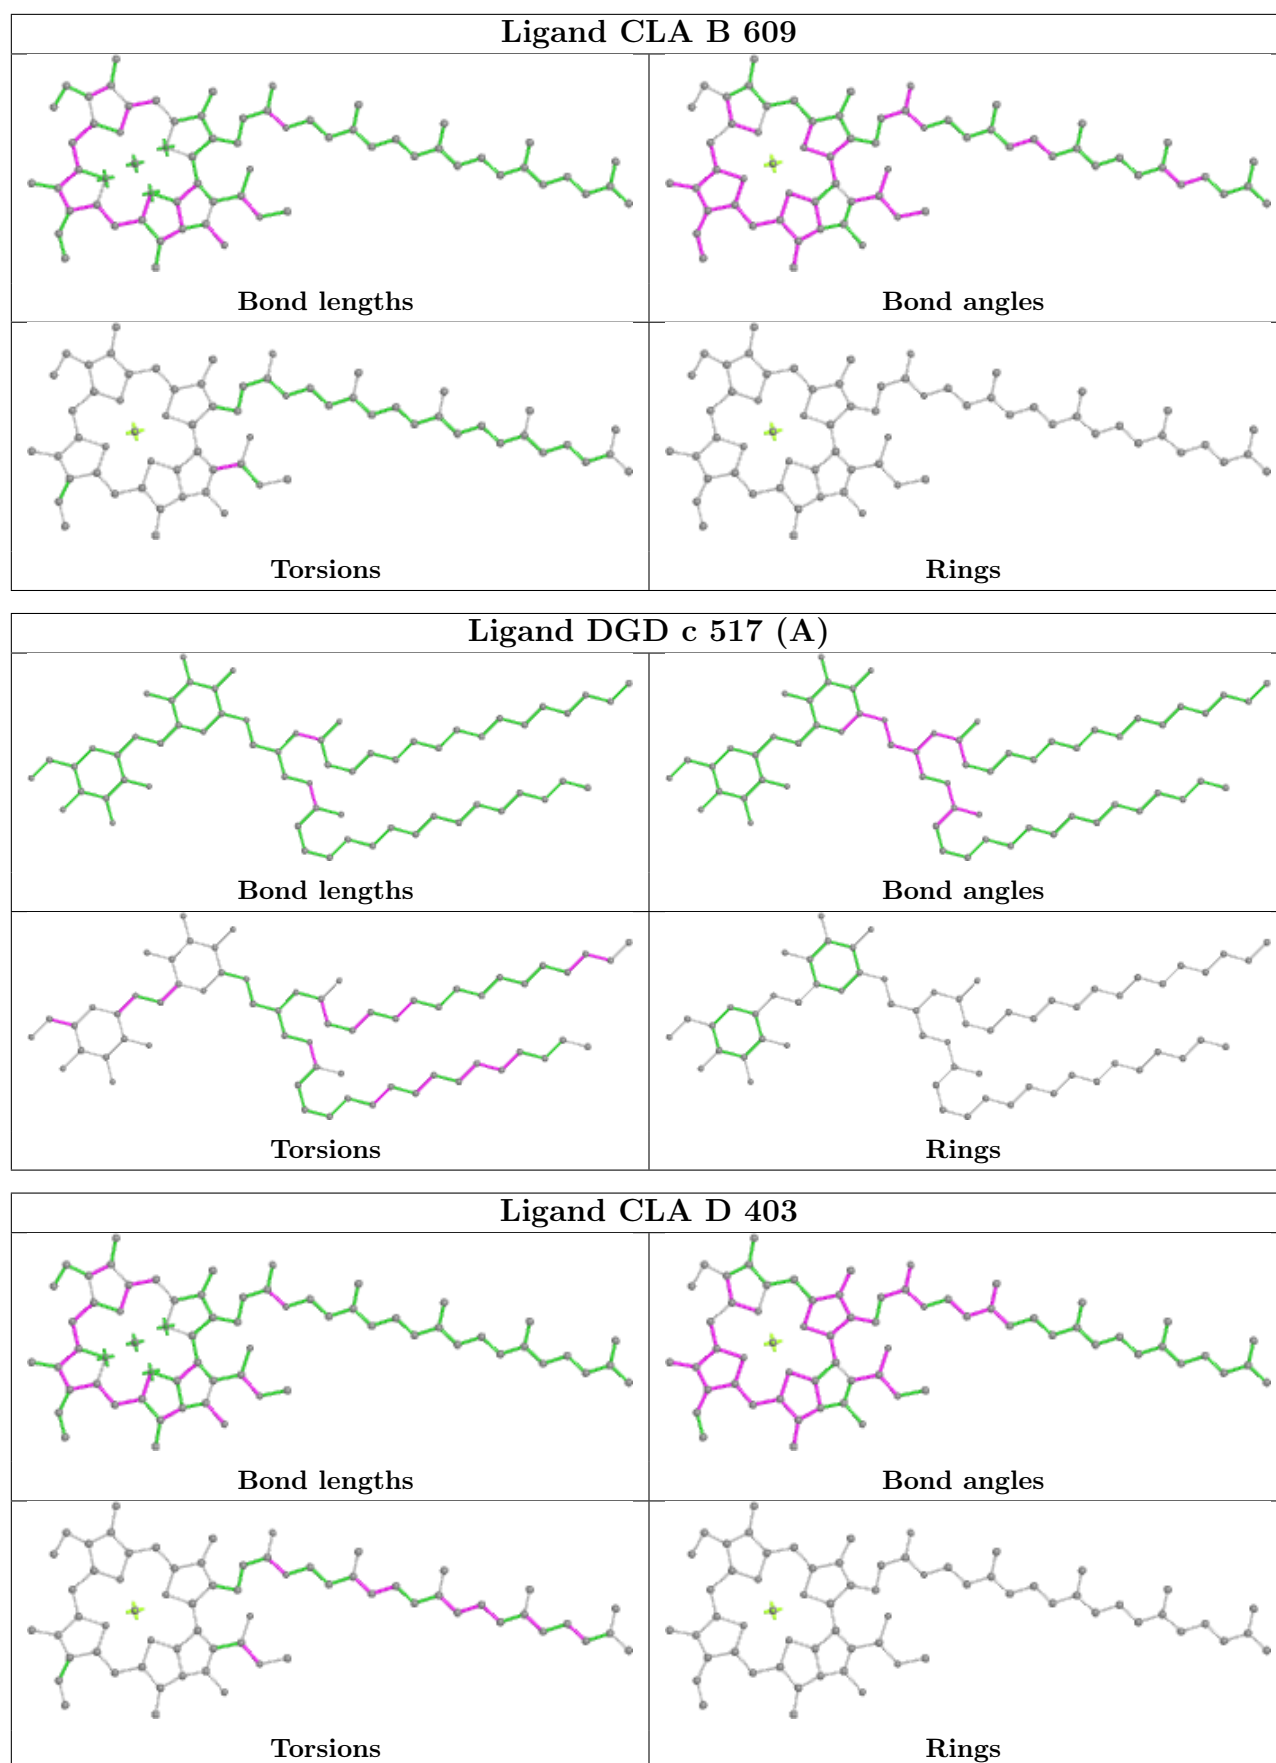 Ligand CLA B 609
Bond lengths
Bond angles
Torsions
Rings
Ligand DGD c 517 (A)
Bond lengths
Bond angles
Torsions
Rings
Ligand CLA D 403
Bond lengths
Bond angles
Torsions
Rings